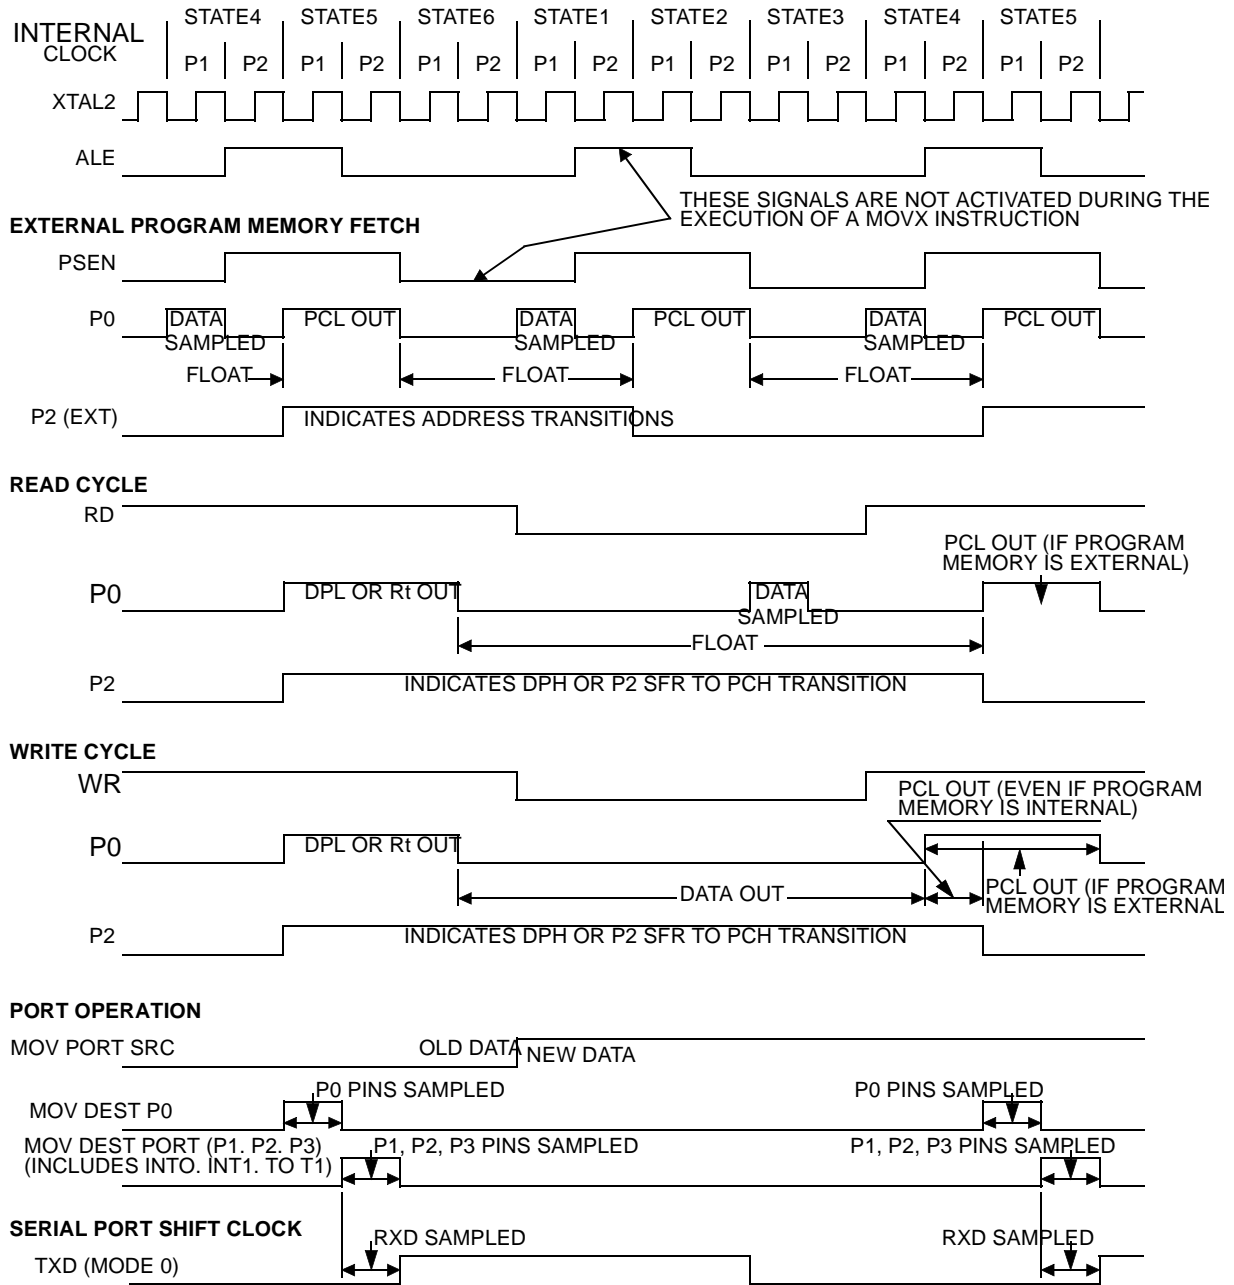 INTERNAL CLOCK
STATE4 STATE5 STATE6 STATE1 STATE2 STATE3 STATE4 STATE5
P1 P2 P1 P2 P1 P2 P1 P2 P1 P2 P1 P2 P1 P2 P1 P2
XTAL2
ALE
THESE SIGNALS ARE NOT ACTIVATED DURING THE
EXECUTION OF A MOVX INSTRUCTION
EXTERNAL PROGRAM MEMORY FETCH
PSEN
P0 DATA SAMPLED PCL OUT DATA SAMPLED PCL OUT DATA SAMPLED PCL OUT
FLOAT FLOAT FLOAT
P2 (EXT) INDICATES ADDRESS TRANSITIONS
READ CYCLE
RD
PCL OUT (IF PROGRAM
MEMORY IS EXTERNAL)
P0 DPL OR Rt OUT DATA
SAMPLED
FLOAT
P2 INDICATES DPH OR P2 SFR TO PCH TRANSITION
WRITE CYCLE
WR
PCL OUT (EVEN IF PROGRAM
MEMORY IS INTERNAL)
P0 DPL OR Rt OUT
DATA OUT
PCL OUT (IF PROGRAM
MEMORY IS EXTERNAL
P2 INDICATES DPH OR P2 SFR TO PCH TRANSITION
PORT OPERATION
MOV PORT SRC OLD DATA NEW DATA
P0 PINS SAMPLED P0 PINS SAMPLED
MOV DEST P0
MOV DEST PORT (P1. P2. P3) P1, P2, P3 PINS SAMPLED P1, P2, P3 PINS SAMPLED
(INCLUDES INTO. INT1. TO T1)
SERIAL PORT SHIFT CLOCK
RXD SAMPLED RXD SAMPLED
TXD (MODE 0)